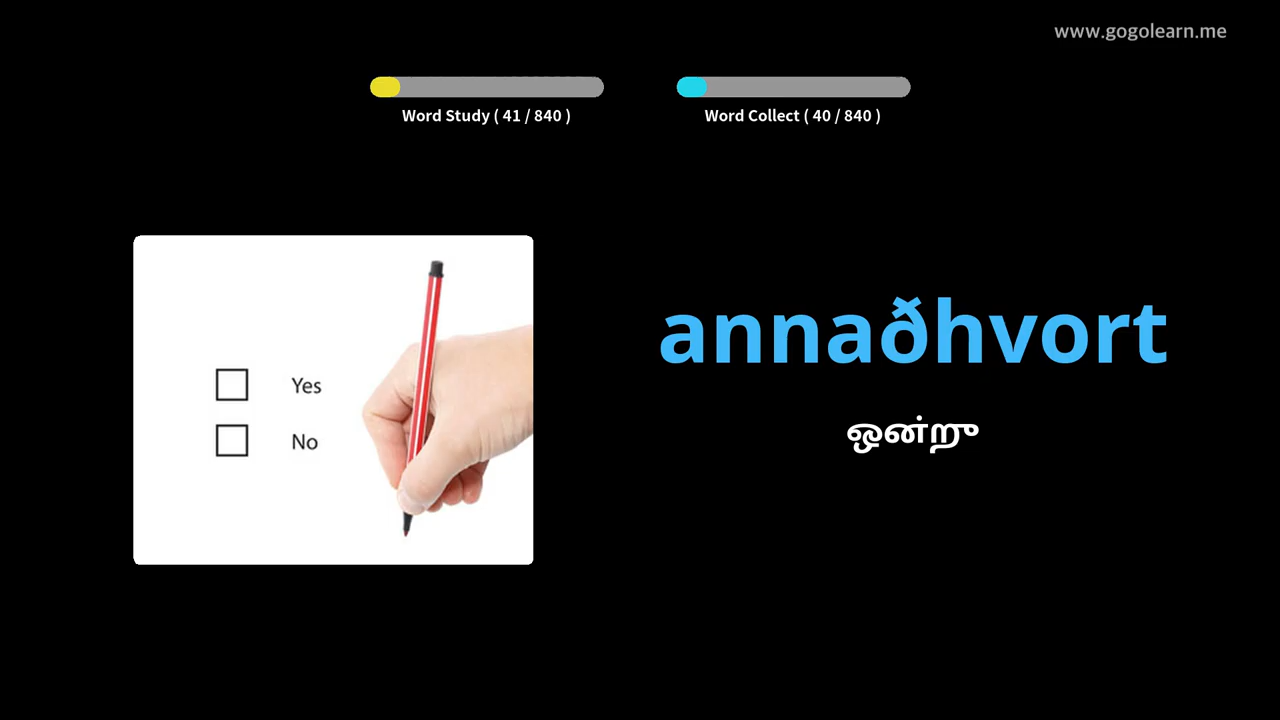 www.gogolearn.me
Word Study ( 41 / 840 )
Word Collect ( 40 / 840 )
Yes
No
annaðhvort
ஒன்று